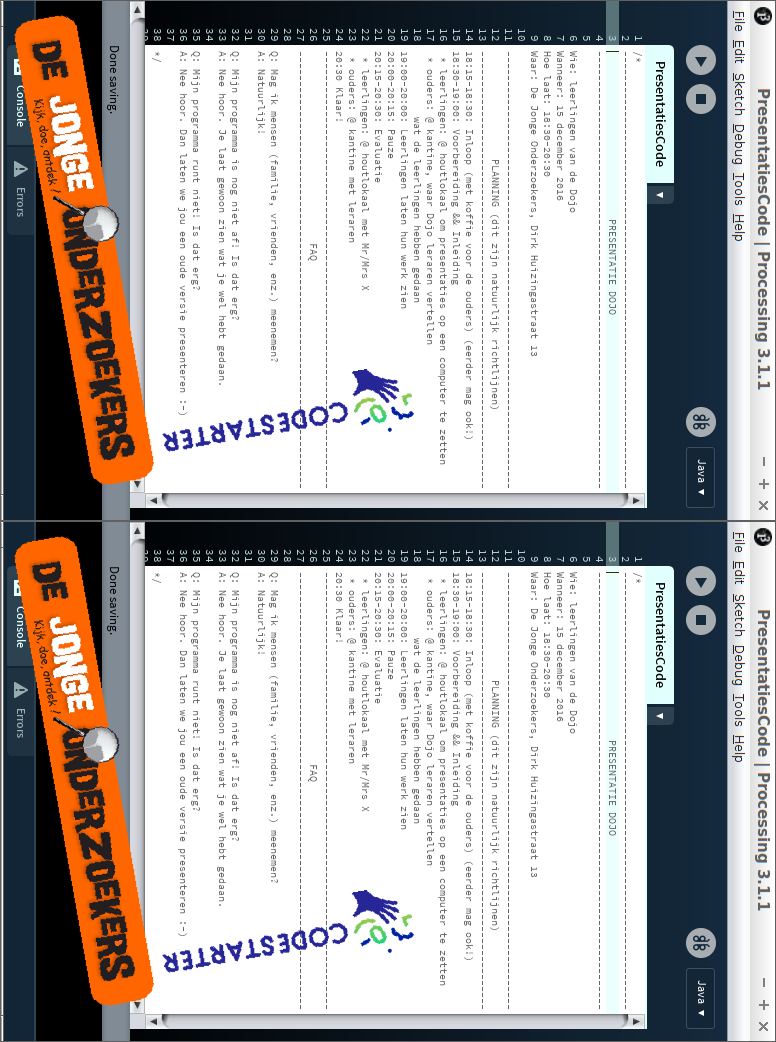 PresentatiesCode | Processing 3.1.1
File Edit Sketch Debug Tools Help
Java ▼
PresentatiesCode ▼
1 /*
2 ------------------------------------------------------------
3 PRESENTATIE DOJO
4 ------------------------------------------------------------
5
6 Wie: leerlingen van de Dojo
7 Wanneer: 15 december 2016
8 Hoe laat: 18:30-20:30
9 Waar: De Jonge Onderzoekers, Dirk Huizingastraat 13
10
11 ------------------------------------------------------------
12 PLANNING (dit zijn natuurlijk richtlijnen)
13 ------------------------------------------------------------
14 18:15-18:30: Inloop (met koffie voor de ouders) (eerder mag ook!)
15 18:30-19:00: Voorbereiding && Inleiding
16 * leerlingen: @ houtlokaal om presentaties op een computer te zetten
17 * ouders: @ kantine, waar Dojo leraren vertellen
18 wat de leerlingen hebben gedaan
19 19:00-20:00: Leerlingen laten hun werk zien
20 20:00-20:15: Pauze
21 20:15-20:30: Evaluatie
22 * leerlingen: @ houtlokaal met Mr/Mrs X
23 * ouders: @ kantine met leraren
24 20:30 Klaar!
25 ------------------------------------------------------------
26 FAQ
27 ------------------------------------------------------------
28
29 Q: Mag ik mensen (familie, vrienden, enz.) meenemen?
30 A: Natuurlijk!
31
32 Q: Mijn programma is nog niet af! Is dat erg?
33 A: Nee hoor. Je laat gewoon zien wat je wel hebt gedaan.
34
35 Q: Mijn programma runt niet! Is dat erg?
36 A: Nee hoor. Dan laten we jou een oude versie presenteren :-)
37
38 */
CODESTARTER
Done saving.
DE JONGE ONDERZOEKERS
Kijk, doe, ontdek!
Console Errors
PresentatiesCode | Processing 3.1.1
File Edit Sketch Debug Tools Help
Java ▼
PresentatiesCode ▼
1 /*
2 ------------------------------------------------------------
3 PRESENTATIE DOJO
4 ------------------------------------------------------------
5
6 Wie: leerlingen van de Dojo
7 Wanneer: 15 december 2016
8 Hoe laat: 18:30-20:30
9 Waar: De Jonge Onderzoekers, Dirk Huizingastraat 13
10
11 ------------------------------------------------------------
12 PLANNING (dit zijn natuurlijk richtlijnen)
13 ------------------------------------------------------------
14 18:15-18:30: Inloop (met koffie voor de ouders) (eerder mag ook!)
15 18:30-19:00: Voorbereiding && Inleiding
16 * leerlingen: @ houtlokaal om presentaties op een computer te zetten
17 * ouders: @ kantine, waar Dojo leraren vertellen
18 wat de leerlingen hebben gedaan
19 19:00-20:00: Leerlingen laten hun werk zien
20 20:00-20:15: Pauze
21 20:15-20:30: Evaluatie
22 * leerlingen: @ houtlokaal met Mr/Mrs X
23 * ouders: @ kantine met leraren
24 20:30 Klaar!
25 ------------------------------------------------------------
26 FAQ
27 ------------------------------------------------------------
28
29 Q: Mag ik mensen (familie, vrienden, enz.) meenemen?
30 A: Natuurlijk!
31
32 Q: Mijn programma is nog niet af! Is dat erg?
33 A: Nee hoor. Je laat gewoon zien wat je wel hebt gedaan.
34
35 Q: Mijn programma runt niet! Is dat erg?
36 A: Nee hoor. Dan laten we jou een oude versie presenteren :-)
37
38 */
CODESTARTER
Done saving.
DE JONGE ONDERZOEKERS
Kijk, doe, ontdek!
Console Errors